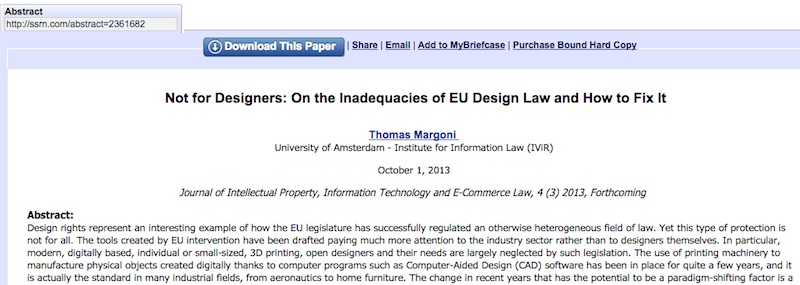 Abstract
http://ssrn.com/abstract=2361682
Download This Paper | Share | Email | Add to MyBriefcase | Purchase Bound Hard Copy
Not for Designers: On the Inadequacies of EU Design Law and How to Fix It
Thomas Margoni
University of Amsterdam - Institute for Information Law (IViR)
October 1, 2013
Journal of Intellectual Property, Information Technology and E-Commerce Law, 4 (3) 2013, Forthcoming
Abstract:
Design rights represent an interesting example of how the EU legislature has successfully regulated an otherwise heterogeneous field of law. Yet this type of protection is
not for all. The tools created by EU intervention have been drafted paying much more attention to the industry sector rather than to designers themselves. In particular,
modern, digitally based, individual or small-sized, 3D printing, open designers and their needs are largely neglected by such legislation. The use of printing machinery to
manufacture physical objects created digitally thanks to computer programs such as Computer-Aided Design (CAD) software has been in place for quite a few years, and it
is actually the standard in many industrial fields, from aeronautics to home furniture. The change in recent years that has the potential to be a paradigm-shifting factor is a